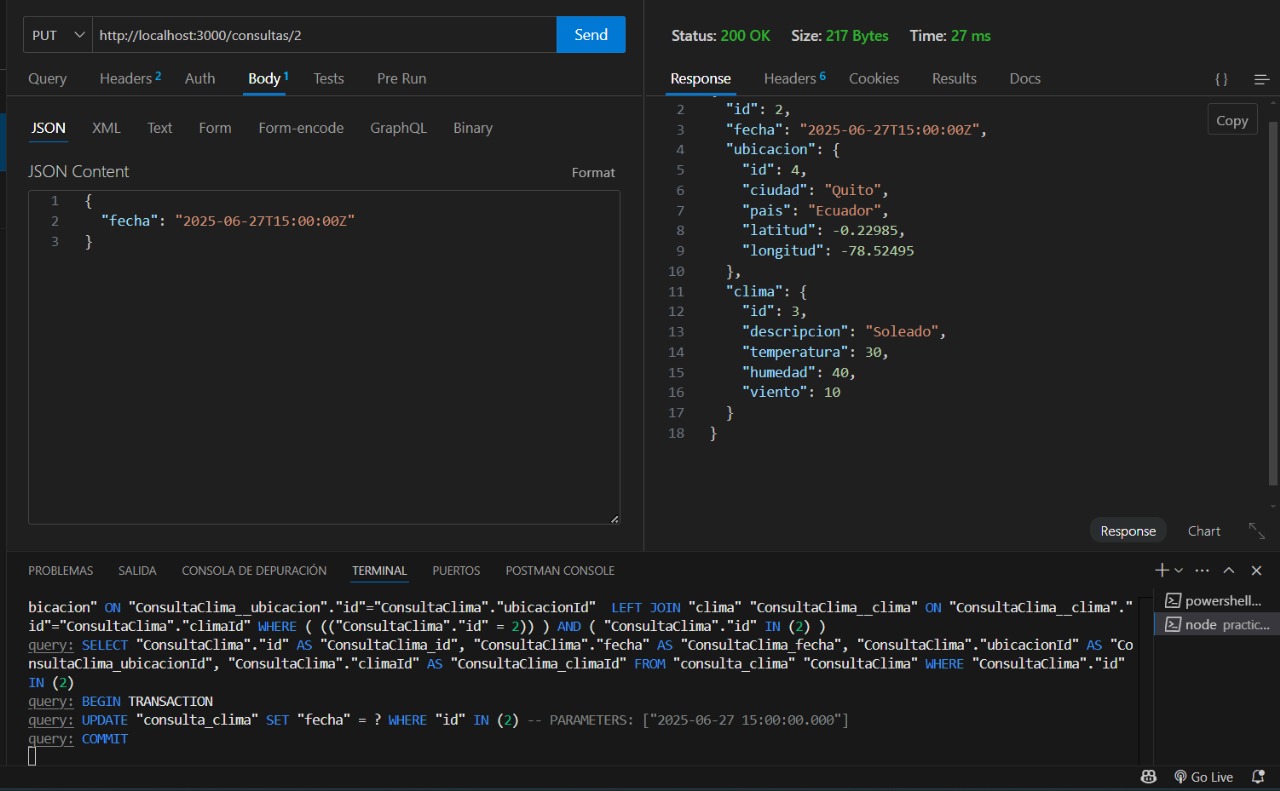 PUT http://localhost:3000/consultas/2 Send
Query Headers 2 Auth Body 1 Tests Pre Run
JSON XML Text Form Form-encode GraphQL Binary
JSON Content Format
1 {
2 "fecha": "2025-06-27T15:00:00Z"
3 }
Status: 200 OK Size: 217 Bytes Time: 27 ms
Response Headers 6 Cookies Results Docs { }
Copy
2 "id": 2,
3 "fecha": "2025-06-27T15:00:00Z",
4 "ubicacion": {
5 "id": 4,
6 "ciudad": "Quito",
7 "pais": "Ecuador",
8 "latitud": -0.22985,
9 "longitud": -78.52495
10 },
11 "clima": {
12 "id": 3,
13 "descripcion": "Soleado",
14 "temperatura": 30,
15 "humedad": 40,
16 "viento": 10
17 }
18 }
Response Chart
PROBLEMAS SALIDA CONSOLA DE DEPURACIÓN TERMINAL PUERTOS POSTMAN CONSOLE
bicacion" ON "ConsultaClima__ubicacion"."id"="ConsultaClima"."ubicacionId"  LEFT JOIN "clima" "ConsultaClima__clima" ON "ConsultaClima__clima"."
id"="ConsultaClima"."climaId" WHERE ( (("ConsultaClima"."id" = 2)) ) AND ( "ConsultaClima"."id" IN (2) )
query: SELECT "ConsultaClima"."id" AS "ConsultaClima_id", "ConsultaClima"."fecha" AS "ConsultaClima_fecha", "ConsultaClima"."ubicacionId" AS "Co
nsultaClima_ubicacionId", "ConsultaClima"."climaId" AS "ConsultaClima_climaId" FROM "consulta_clima" "ConsultaClima" WHERE "ConsultaClima"."id"
IN (2)
query: BEGIN TRANSACTION
query: UPDATE "consulta_clima" SET "fecha" = ? WHERE "id" IN (2) -- PARAMETERS: ["2025-06-27 15:00:00.000"]
query: COMMIT
powershell...
node practic...
Go Live